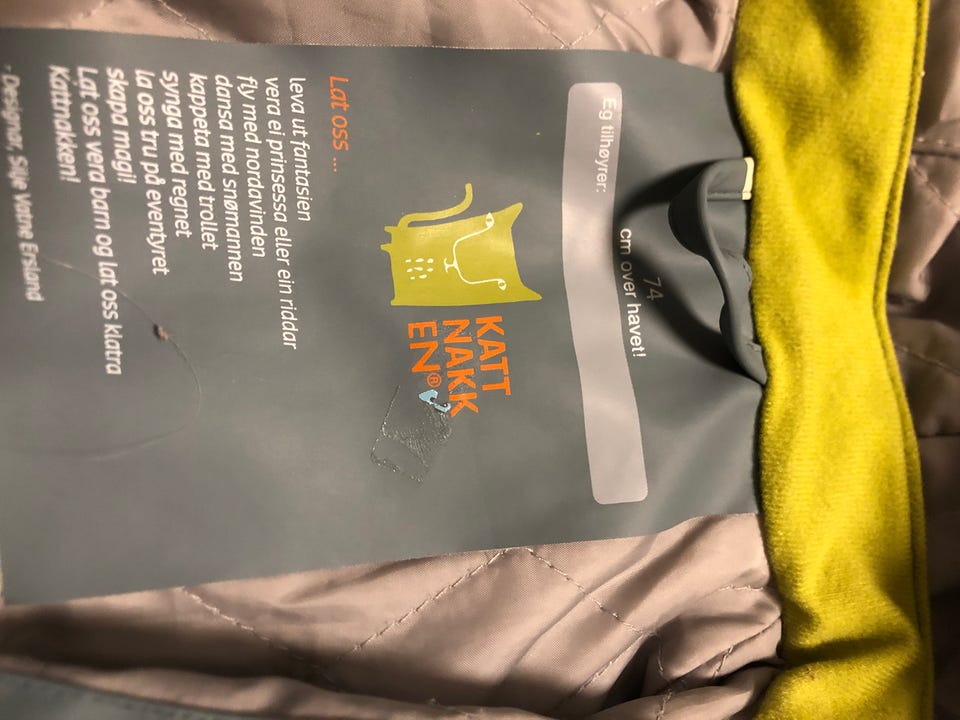 74
cm over havet!
Eg tilhøyrer:
KATT
NAKK
EN®
Lat oss ...
leva ut fantasien
vera ei prinsessa eller ein riddar
fly med nordavinden
dansa med snømannen
kappeta med trollet
synga med regnet
la oss tru på eventyret
skapa magi!
Lat oss vera barn og lat oss klatra
Kattnakken!
- Designar, SiljeVærne Ersland